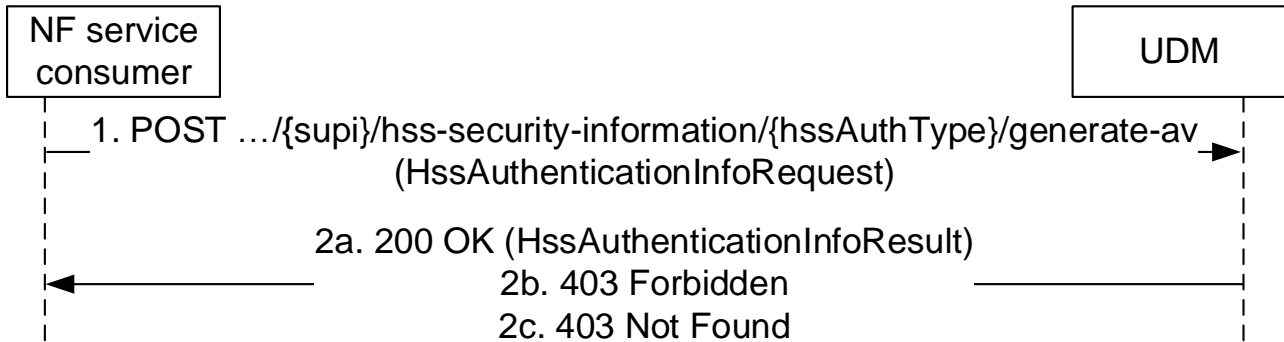 NF service
consumer
UDM
1. POST …/{supi}/hss-security-information/{hssAuthType}/generate-av
(HssAuthenticationInfoRequest)
2a. 200 OK (HssAuthenticationInfoResult)
2b. 403 Forbidden
2c. 403 Not Found